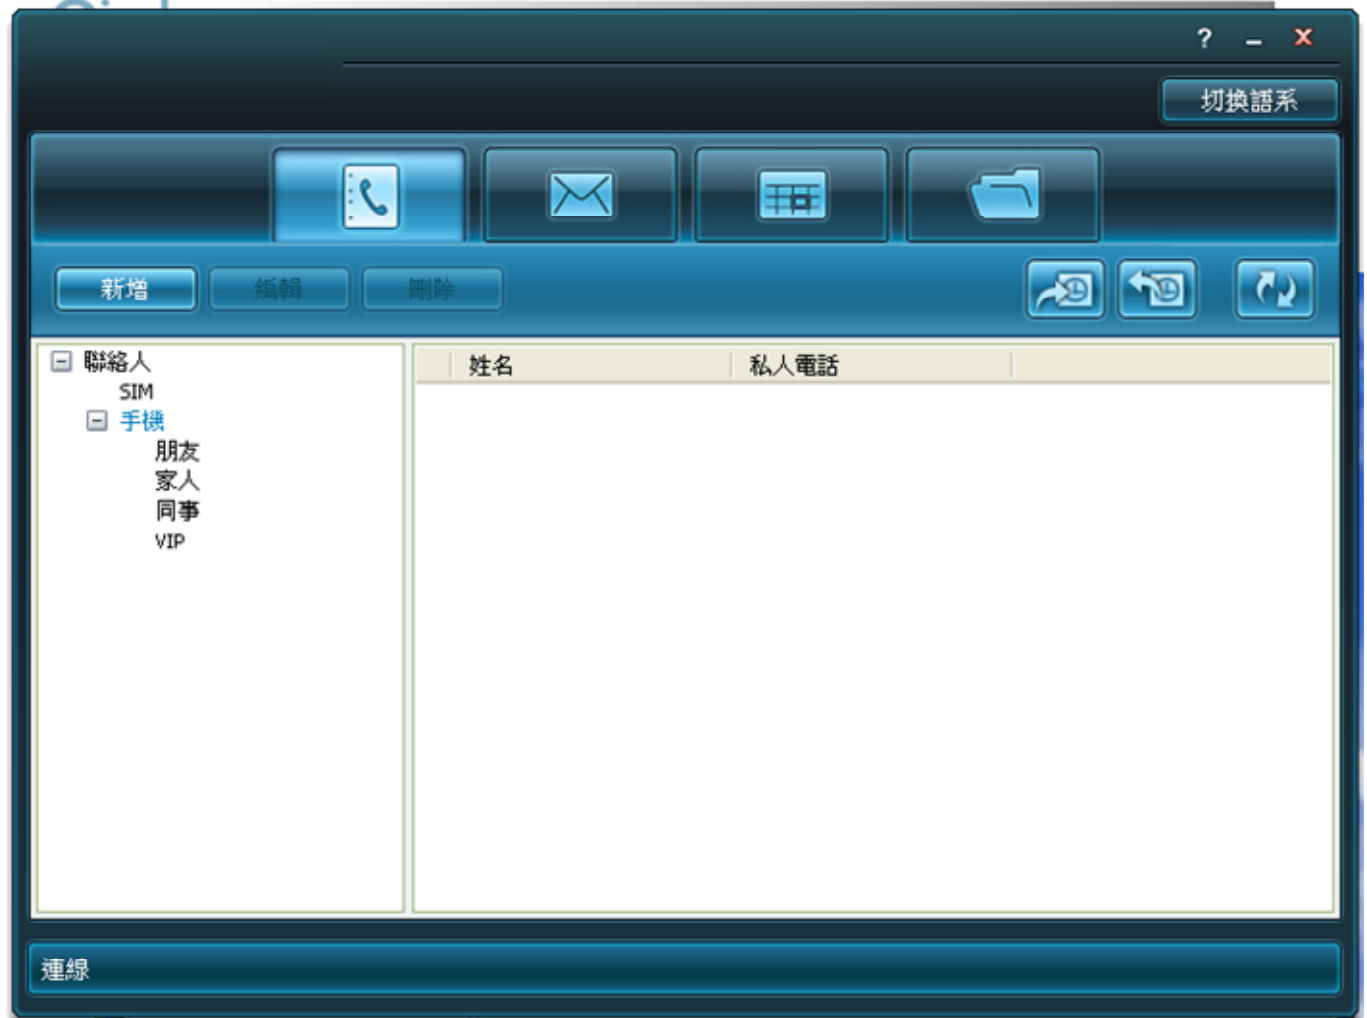 ?
切換語系
新增 編輯 刪除
聯絡人
SIM
手機
朋友
家人
同事
VIP
姓名 私人電話
連線